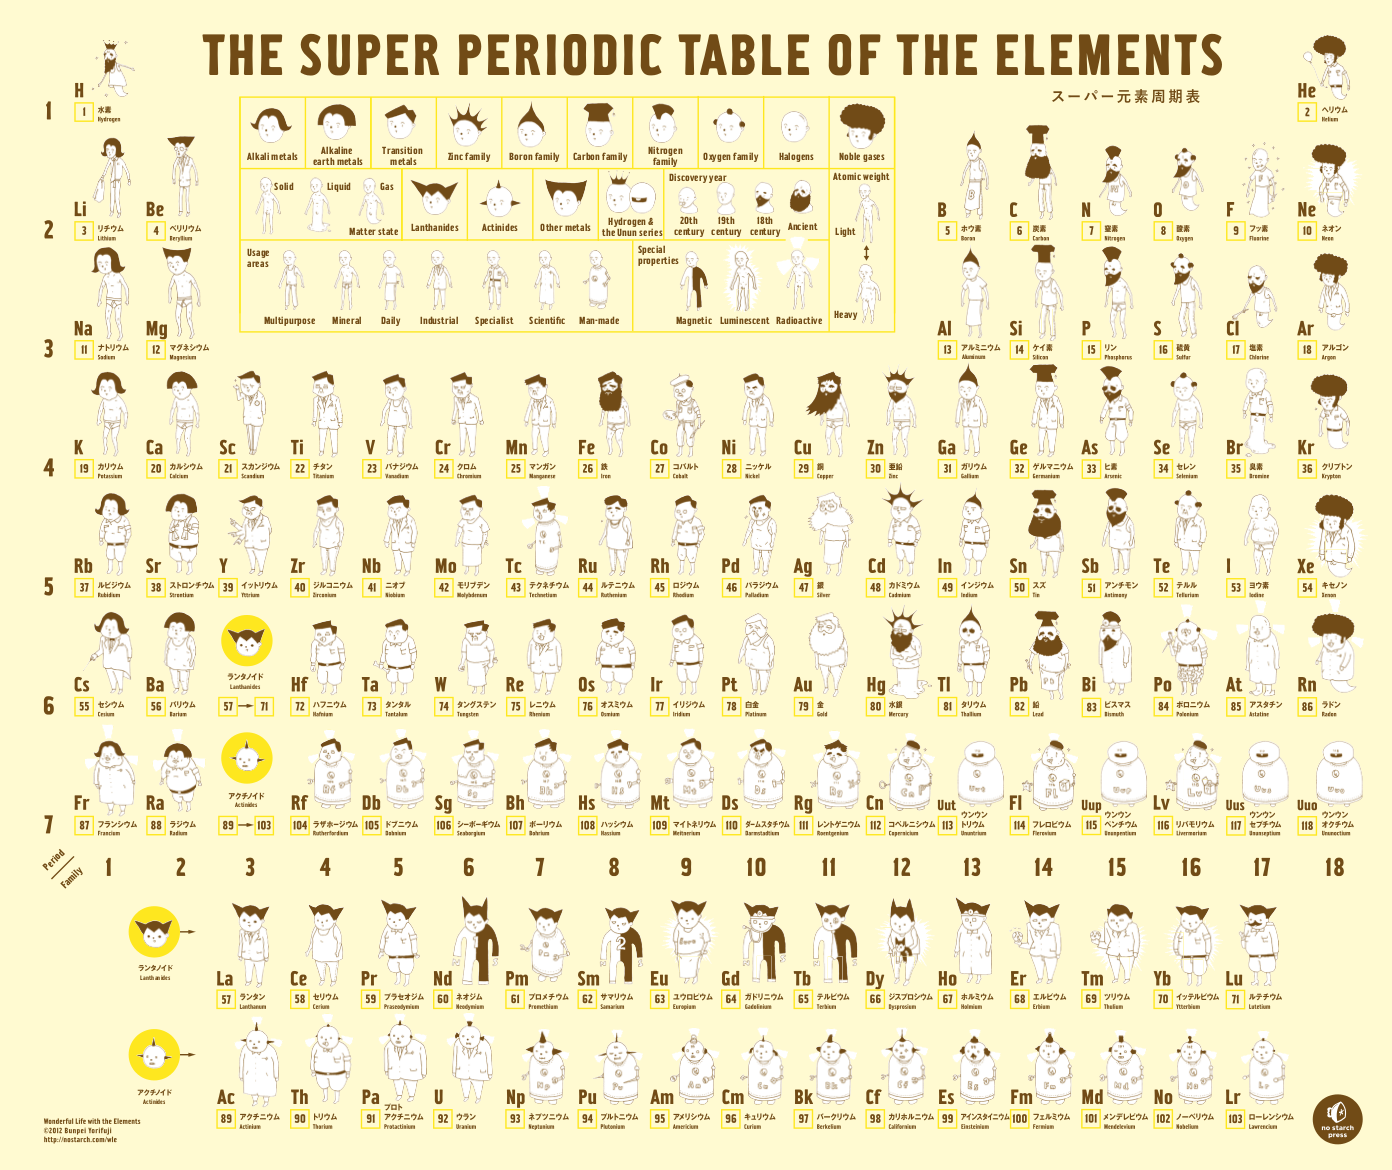 THE SUPER PERIODIC TABLE OF THE ELEMENTS
スーパー元素周期表
1
H
1 水素 Hydrogen
He
2 ヘリウム Helium
Alkali metals
Alkaline earth metals
Transition metals
Zinc family
Boron family
Carbon family
Nitrogen family
Oxygen family
Halogens
Noble gases
Solid
Liquid
Gas
Matter state
Lanthanides
Actinides
Other metals
Hydrogen & the Unun series
Discovery year
20th century
19th century
18th century
Ancient
Atomic weight
Light
Heavy
Usage areas
Multipurpose
Mineral
Daily
Industrial
Specialist
Scientific
Man-made
Special properties
Magnetic
Luminescent
Radioactive
2
Li
3 リチウム Lithium
Be
4 ベリリウム Beryllium
B
5 ホウ素 Boron
C
6 炭素 Carbon
N
7 窒素 Nitrogen
O
8 酸素 Oxygen
F
9 フッ素 Fluorine
Ne
10 ネオン Neon
3
Na
11 ナトリウム Sodium
Mg
12 マグネシウム Magnesium
Al
13 アルミニウム Aluminum
Si
14 ケイ素 Silicon
P
15 リン Phosphorus
S
16 硫黄 Sulfur
Cl
17 塩素 Chlorine
Ar
18 アルゴン Argon
4
K
19 カリウム Potassium
Ca
20 カルシウム Calcium
Sc
21 スカンジウム Scandium
Ti
22 チタン Titanium
V
23 バナジウム Vanadium
Cr
24 クロム Chromium
Mn
25 マンガン Manganese
Fe
26 鉄 Iron
Co
27 コバルト Cobalt
Ni
28 ニッケル Nickel
Cu
29 銅 Copper
Zn
30 亜鉛 Zinc
Ga
31 ガリウム Gallium
Ge
32 ゲルマニウム Germanium
As
33 ヒ素 Arsenic
Se
34 セレン Selenium
Br
35 臭素 Bromine
Kr
36 クリプトン Krypton
5
Rb
37 ルビジウム Rubidium
Sr
38 ストロンチウム Strontium
Y
39 イットリウム Yttrium
Zr
40 ジルコニウム Zirconium
Nb
41 ニオブ Niobium
Mo
42 モリブデン Molybdenum
Tc
43 テクネチウム Technetium
Ru
44 ルテニウム Ruthenium
Rh
45 ロジウム Rhodium
Pd
46 パラジウム Palladium
Ag
47 銀 Silver
Cd
48 カドミウム Cadmium
In
49 インジウム Indium
Sn
50 スズ Tin
Sb
51 アンチモン Antimony
Te
52 テルル Tellurium
I
53 ヨウ素 Iodine
Xe
54 キセノン Xenon
6
Cs
55 セシウム Cesium
Ba
56 バリウム Barium
ランタノイド
Lanthanides
57 → 71
Hf
72 ハフニウム Hafnium
Ta
73 タンタル Tantalum
W
74 タングステン Tungsten
Re
75 レニウム Rhenium
Os
76 オスミウム Osmium
Ir
77 イリジウム Iridium
Pt
78 白金 Platinum
Au
79 金 Gold
Hg
80 水銀 Mercury
Tl
81 タリウム Thallium
Pb
82 鉛 Lead
Bi
83 ビスマス Bismuth
Po
84 ポロニウム Polonium
At
85 アスタチン Astatine
Rn
86 ラドン Radon
7
Fr
87 フランシウム Francium
Ra
88 ラジウム Radium
アクチノイド
Actinides
89 → 103
Rf
104 ラザホージウム Rutherfordium
Db
105 ドブニウム Dubnium
Sg
106 シーボーギウム Seaborgium
Bh
107 ボーリウム Bohrium
Hs
108 ハッシウム Hassium
Mt
109 マイトネリウム Meitnerium
Ds
110 ダームスタチウム Darmstadtium
Rg
111 レントゲニウム Roentgenium
Cn
112 コペルニシウム Copernicium
Uut
113 ウンウントリウム Ununtrium
Fl
114 フレロビウム Flerovium
Uup
115 ウンウンペンチウム Ununpentium
Lv
116 リバモリウム Livermorium
Uus
117 ウンウンセプチウム Ununseptium
Uuo
118 ウンウンオクチウム Ununoctium
Period
Family
1 2 3 4 5 6 7 8 9 10 11 12 13 14 15 16 17 18
ランタノイド
Lanthanides
La
57 ランタン Lanthanum
Ce
58 セリウム Cerium
Pr
59 プラセオジム Praseodymium
Nd
60 ネオジム Neodymium
Pm
61 プロメチウム Promethium
Sm
62 サマリウム Samarium
Eu
63 ユウロピウム Europium
Gd
64 ガドリニウム Gadolinium
Tb
65 テルビウム Terbium
Dy
66 ジスプロシウム Dysprosium
Ho
67 ホルミウム Holmium
Er
68 エルビウム Erbium
Tm
69 ツリウム Thulium
Yb
70 イッテルビウム Ytterbium
Lu
71 ルテチウム Lutetium
アクチノイド
Actinides
Ac
89 アクチニウム Actinium
Th
90 トリウム Thorium
Pa
91 プロトアクチニウム Protactinium
U
92 ウラン Uranium
Np
93 ネプツニウム Neptunium
Pu
94 プルトニウム Plutonium
Am
95 アメリシウム Americium
Cm
96 キュリウム Curium
Bk
97 バークリウム Berkelium
Cf
98 カリホルニウム Californium
Es
99 アインスタイニウム Einsteinium
Fm
100 フェルミウム Fermium
Md
101 メンデレビウム Mendelevium
No
102 ノーベリウム Nobelium
Lr
103 ローレンシウム Lawrencium
Wonderful Life with the Elements
©2012 Bunpei Yorifuji
http://nostarch.com/wle
no starch
press